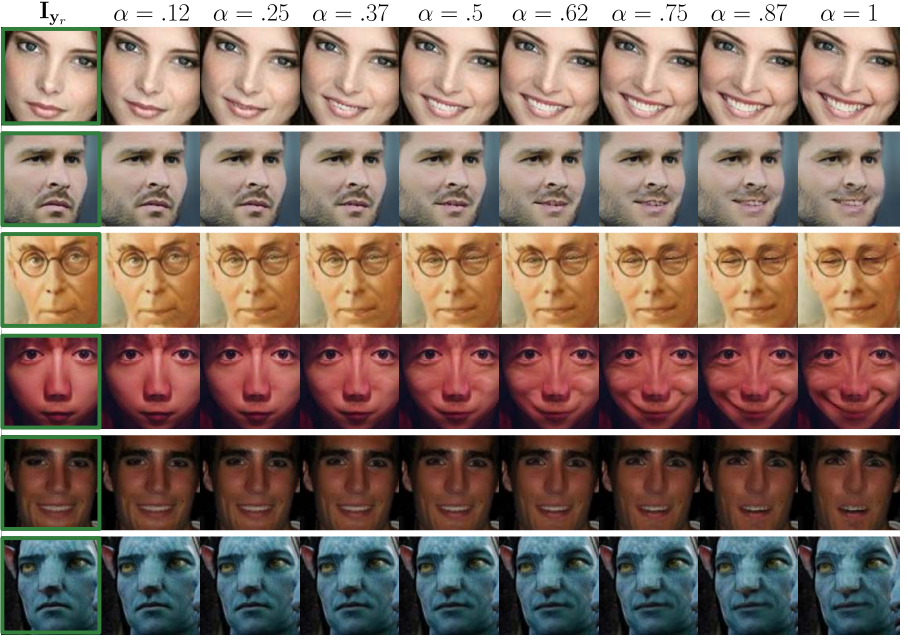 I_{y_r} α = .12 α = .25 α = .37 α = .5 α = .62 α = .75 α = .87 α = 1